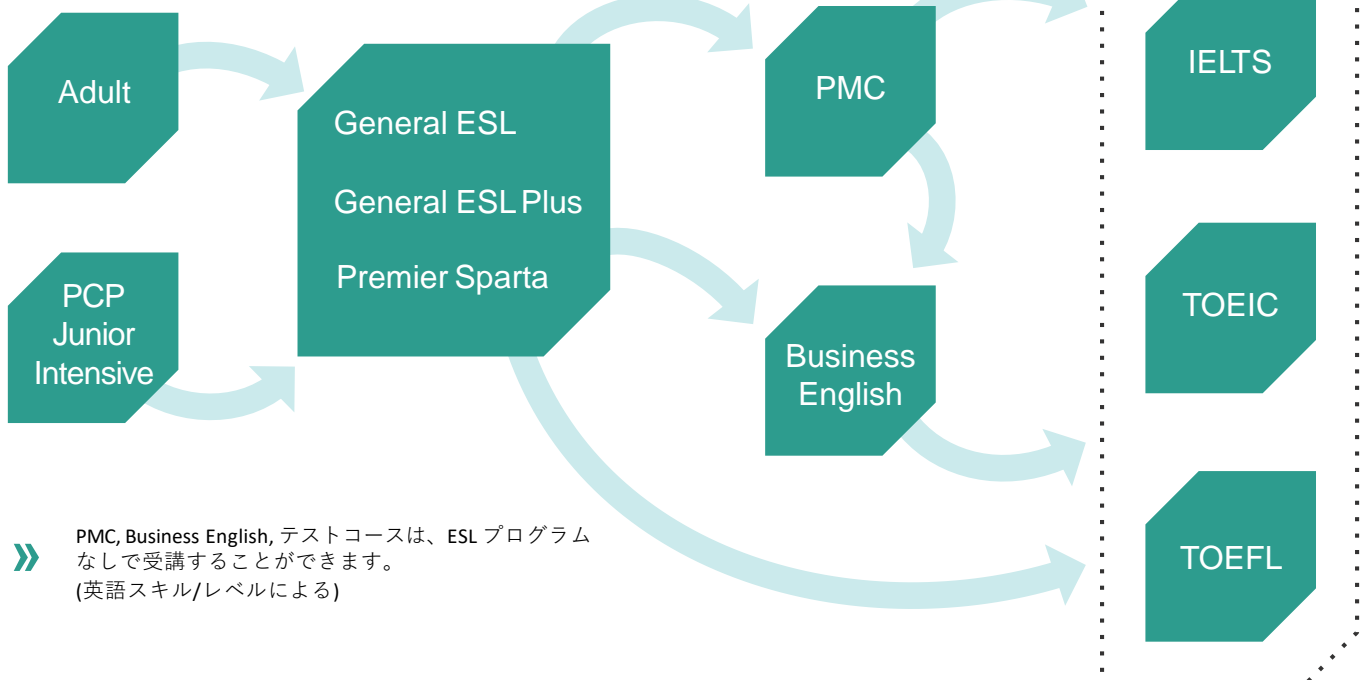 Adult
PCP
Junior
Intensive
General ESL
General ESL Plus
Premier Sparta
PMC
Business
English
IELTS
TOEIC
TOEFL
PMC, Business English, テストコースは、ESL プログラム
なしで受講することができます。
(英語スキル/レベルによる)